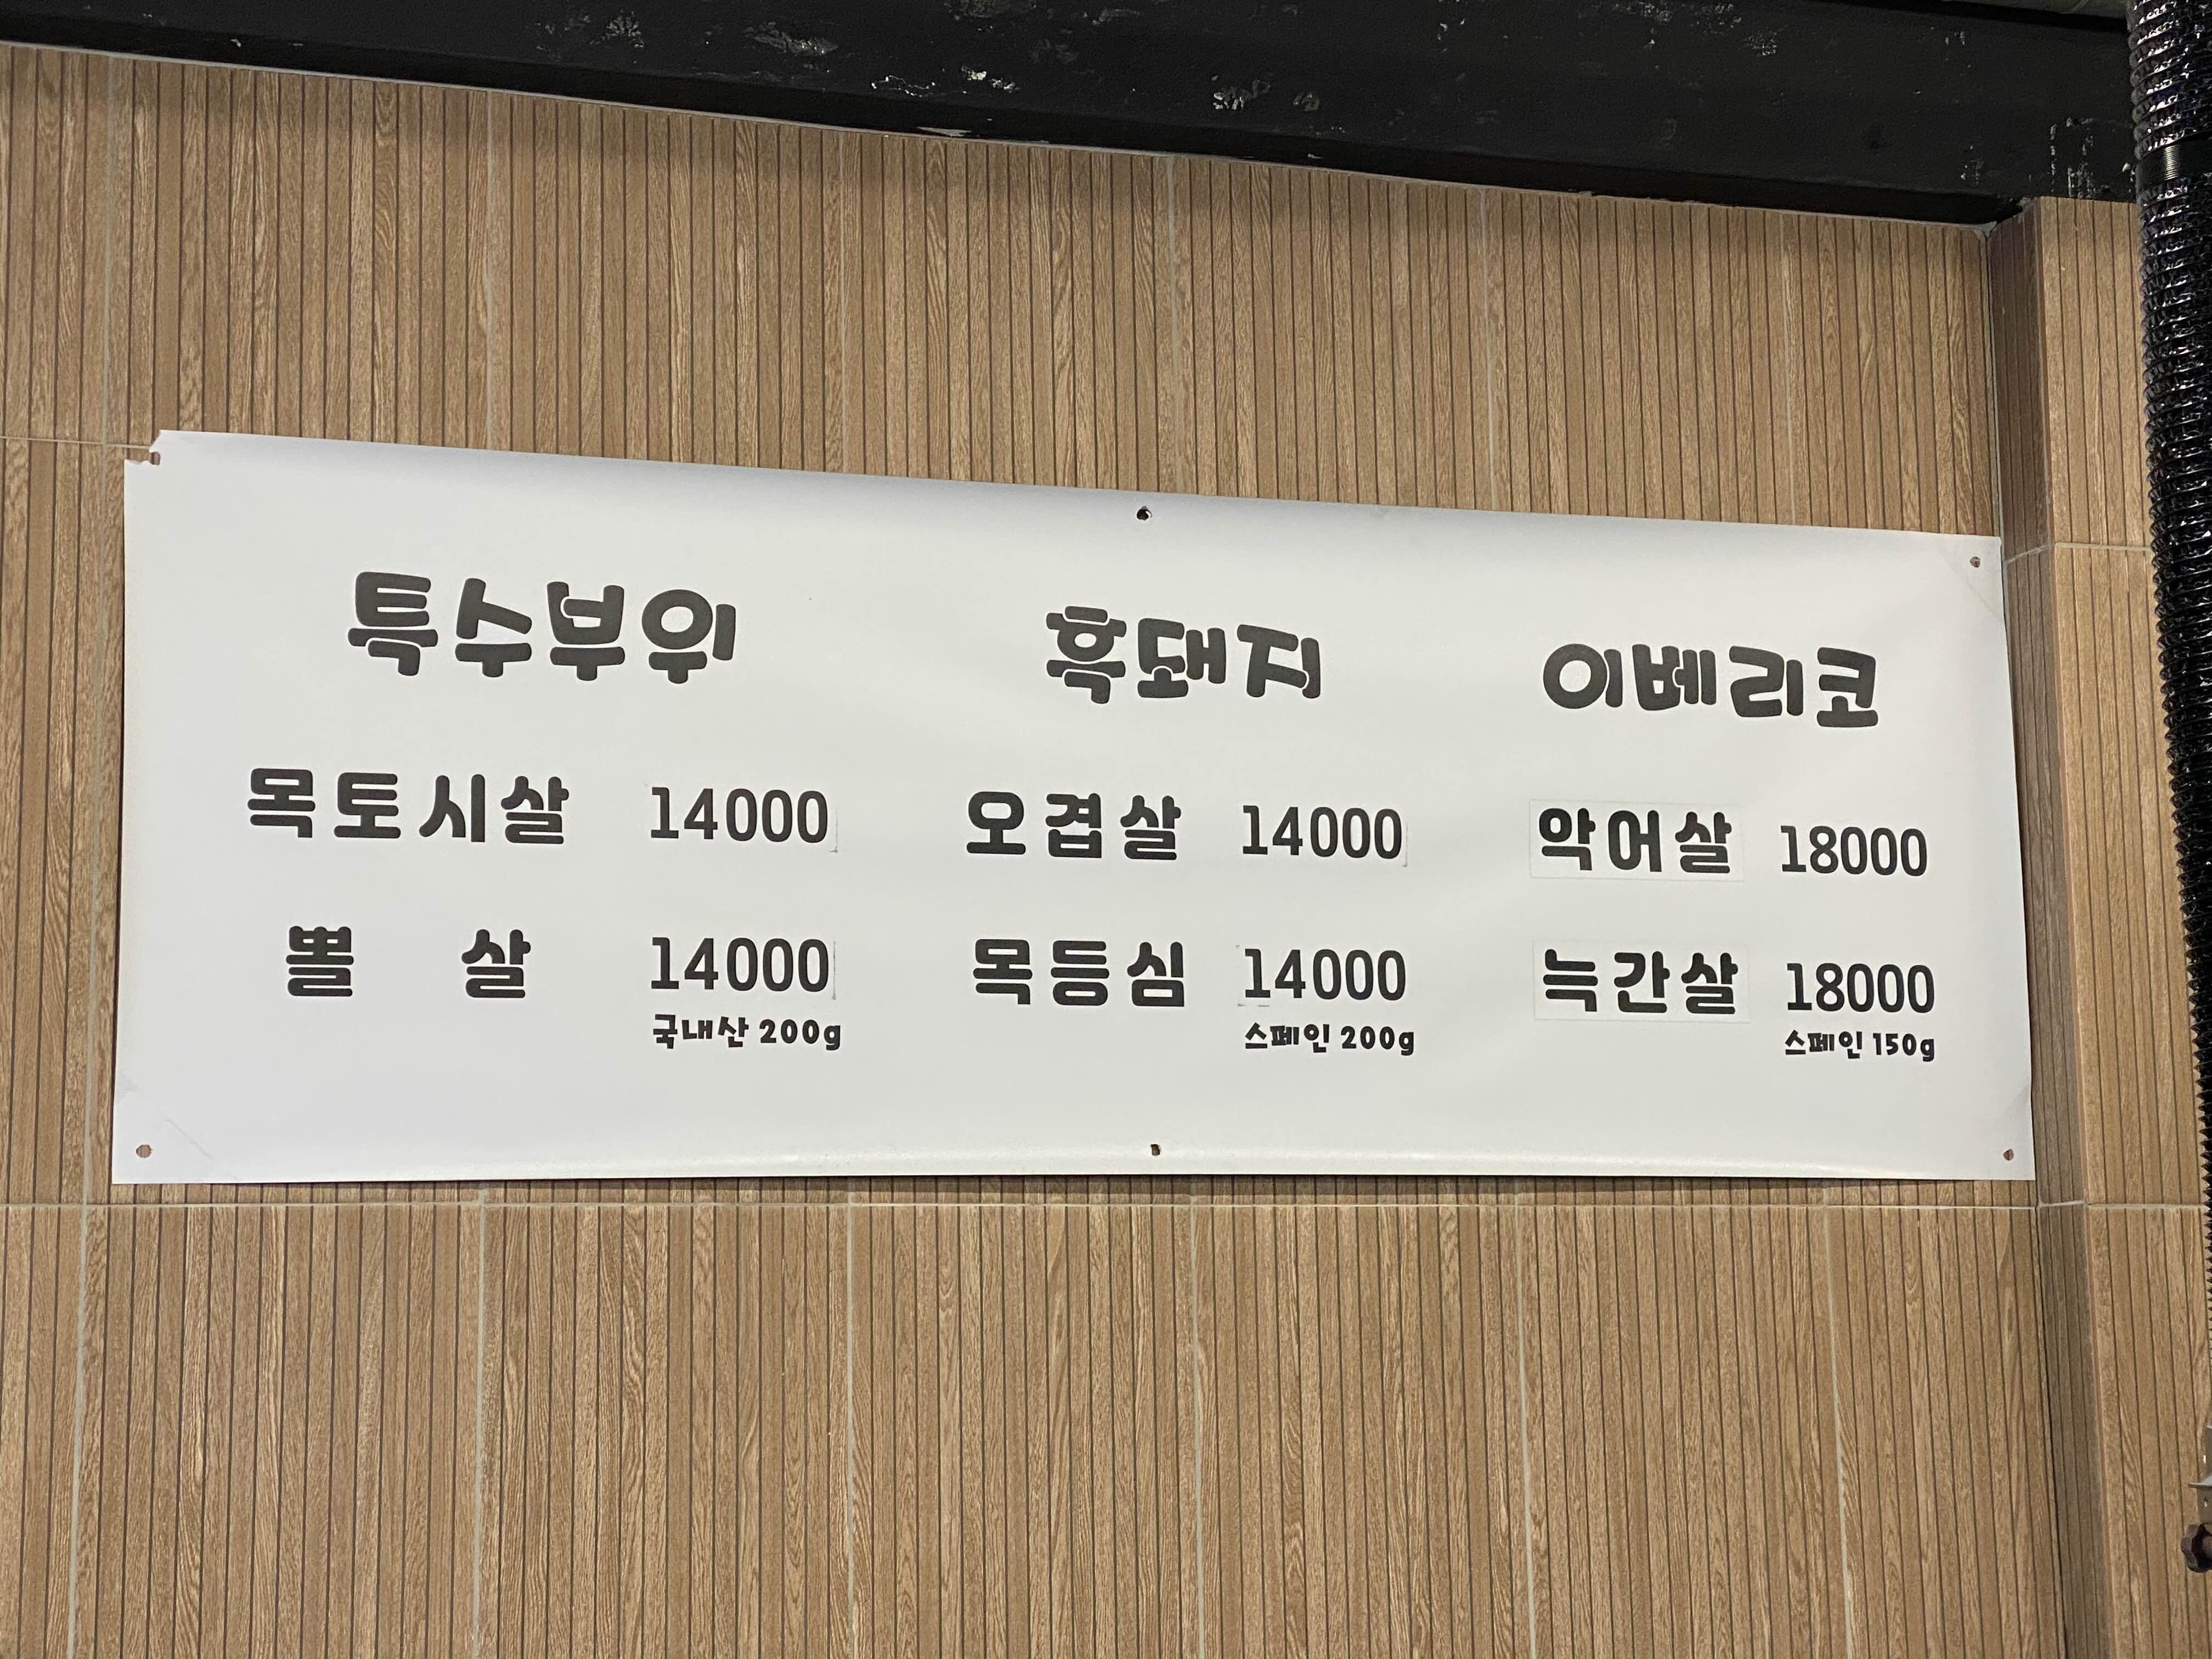 특수부위 흑돼지 이베리코
목토시살 14000 오겹살 14000 악어살 18000
뽈 살 14000 목등심 14000 늑간살 18000
국내산 200g 스페인 200g 스페인 150g